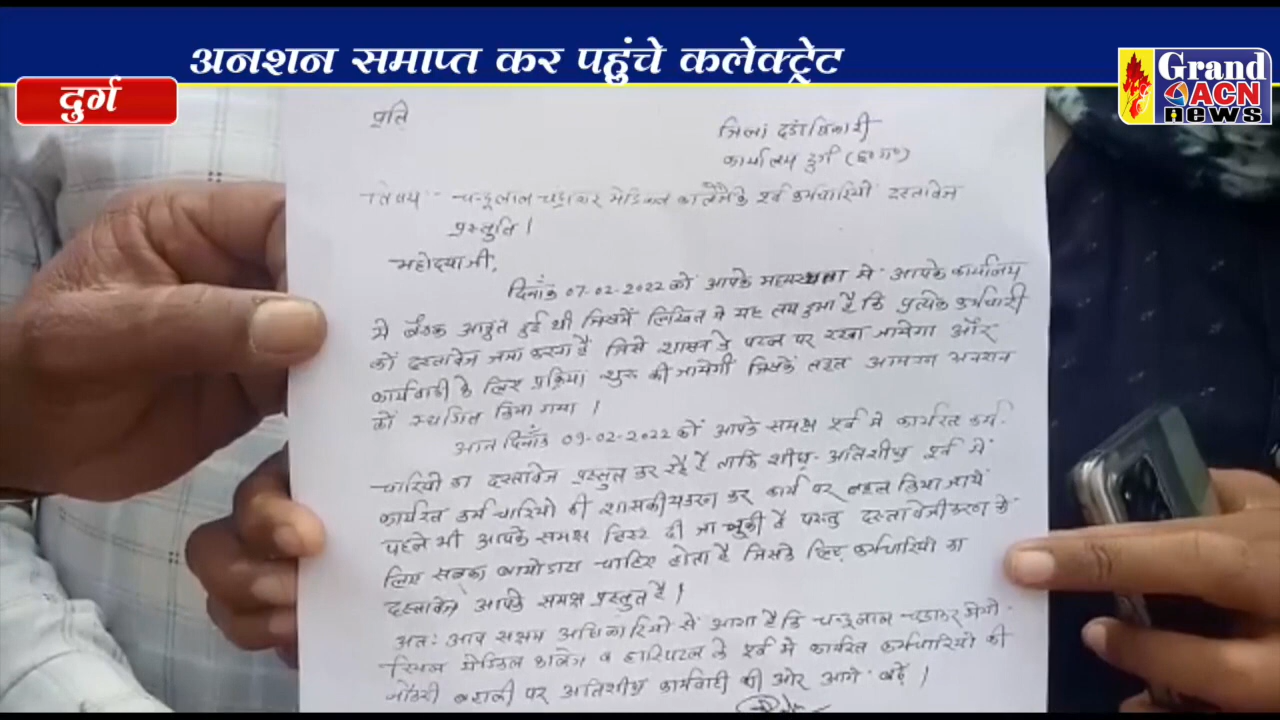 अनशन समाप्त कर पहुंचे कलेक्ट्रेट
दुर्ग
Grand
ACN
news
प्रति
जिला दंडाधिकारी
कार्यालय दुर्ग (छ०ग०)
विषय :- चन्दूलाल चंद्राकर मेडिकल कालेज के पूर्व कर्मचारियों दस्तावेज
प्रस्तुति।
महोदया जी,
दिनांक 07-02-2022 को आपके मध्यस्थता मे आपके कार्यालय
मे बैठक आहुत हुई थी जिसमें लिखित मे यह तय हुआ है कि प्रत्येक कर्मचारी
को दस्तावेज जमा करना है जिसे शासन के पटल पर रखा जायेगा और
कार्यवाही के लिए प्रक्रिया शुरू की जायेगी जिसके तहत आमरण अनशन
को स्थगित किया गया।
आज दिनाँक 09-02-2022 को आपके समक्ष पूर्व मे कार्यरत कर्म-
चारियो का दस्तावेज प्रस्तुत कर रहे है ताकि शीघ्र-अतिशीघ्र पूर्व में
कार्यरत कर्मचारियो की शासकीयकरण कर कार्य पर बहाल किया जाये
पहले भी आपके समक्ष लिस्ट दी जा चुकी है परन्तु दस्तावेजीकरण के
लिए सबका बायोडाटा चाहिए होता है जिसके लिए कर्मचारियो का
दस्तावेज आपके समक्ष प्रस्तुत है।
अतः आप सक्षम अधिकारियो से आशा है कि चन्दूलाल चंद्राकर मेमो-
रियल मेडिकल कालेज व हास्पिटल के पूर्व मे कार्यरत कर्मचारियो की
नौकरी बहाली पर अतिशीघ्र कार्यवाही की ओर आगे बढ़ें।